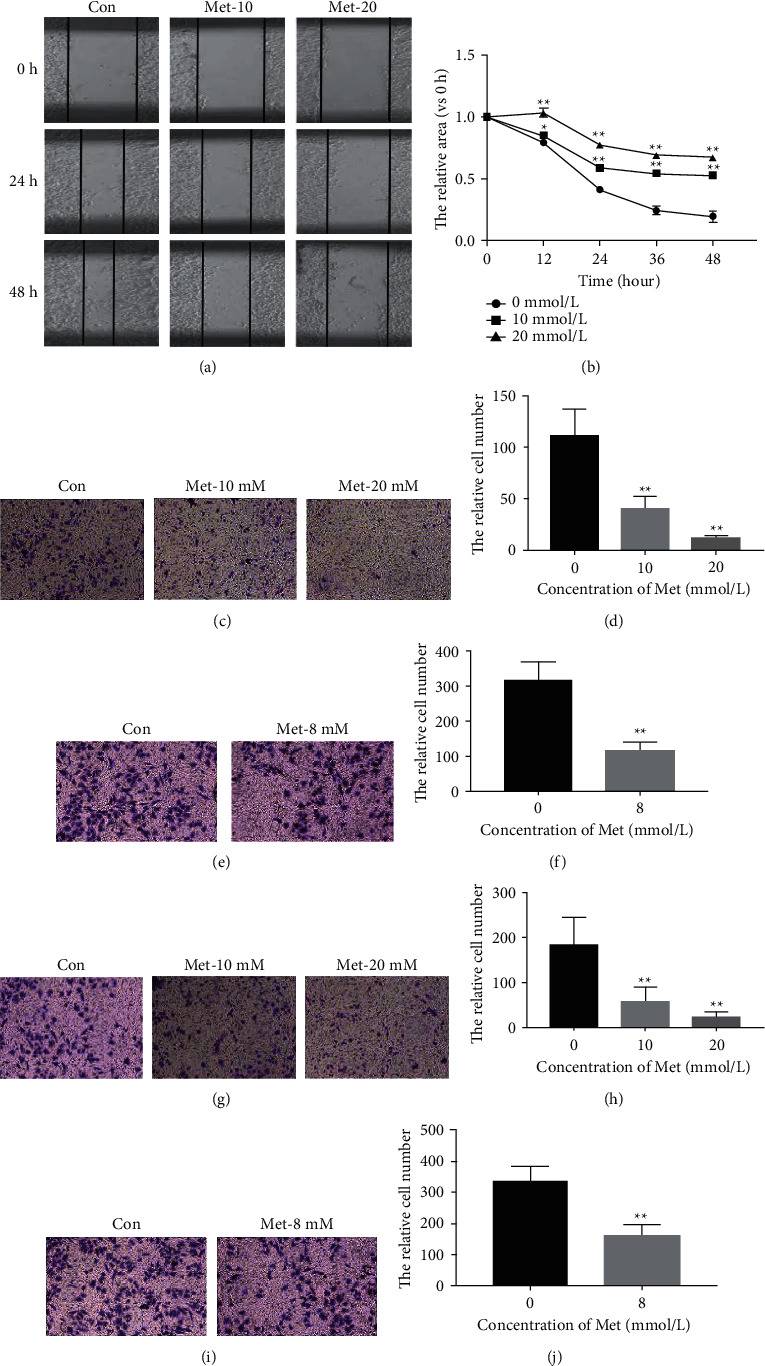 Con Met-10 Met-20
0 h
24 h
48 h
(a)
The relative area (vs 0 h)
1.5
1.0
0.5
0.0
** ** ** **
* ** ** **
0 12 24 36 48
Time (hour)
0 mmol/L
10 mmol/L
20 mmol/L
(b)
Con Met-10 mM Met-20 mM
(c)
The relative cell number
150
100
50
0
** **
0 10 20
Concentration of Met (mmol/L)
(d)
Con Met-8 mM
(e)
The relative cell number
400
300
200
100
0
**
0 8
Concentration of Met (mmol/L)
(f)
Con Met-10 mM Met-20 mM
(g)
The relative cell number
300
200
100
0
** **
0 10 20
Concentration of Met (mmol/L)
(h)
Con Met-8 mM
(i)
The relative cell number
500
400
300
200
100
0
**
0 8
Concentration of Met (mmol/L)
(j)